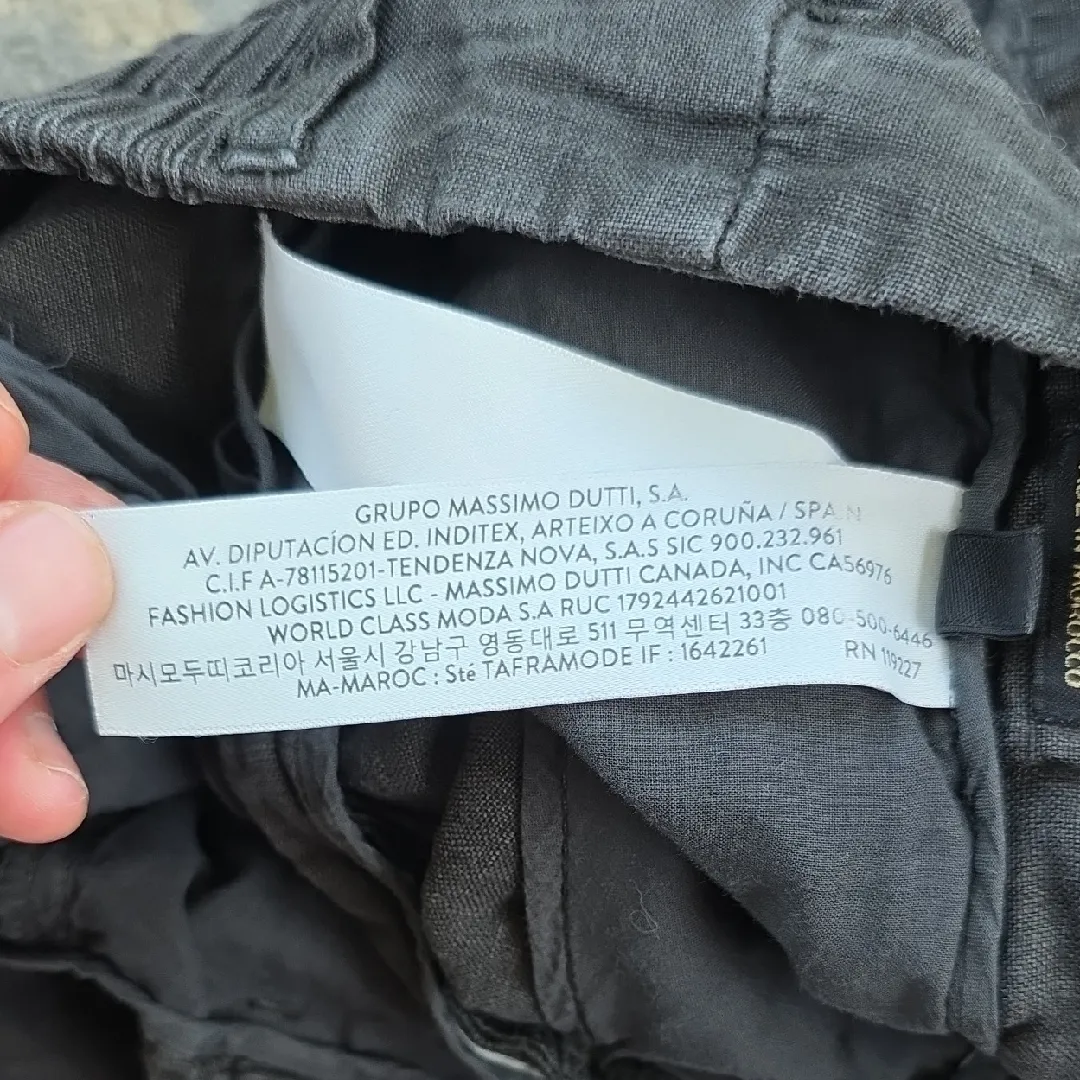 GRUPO MASSIMO DUTTI, S.A.
AV. DIPUTACÍON ED. INDITEX, ARTEIXO A CORUÑA / SPAIN
C.I.F A-78115201-TENDENZA NOVA, S.A.S SIC 900.232.961
FASHION LOGISTICS LLC - MASSIMO DUTTI CANADA, INC CA56976
WORLD CLASS MODA S.A RUC 1792442621001
마시모두띠코리아 서울시 강남구 영동대로 511 무역센터 33층 080-500-6446
MA-MAROC : Sté TAFRAMODE IF : 1642261
RN 119227
IN MOROCCO